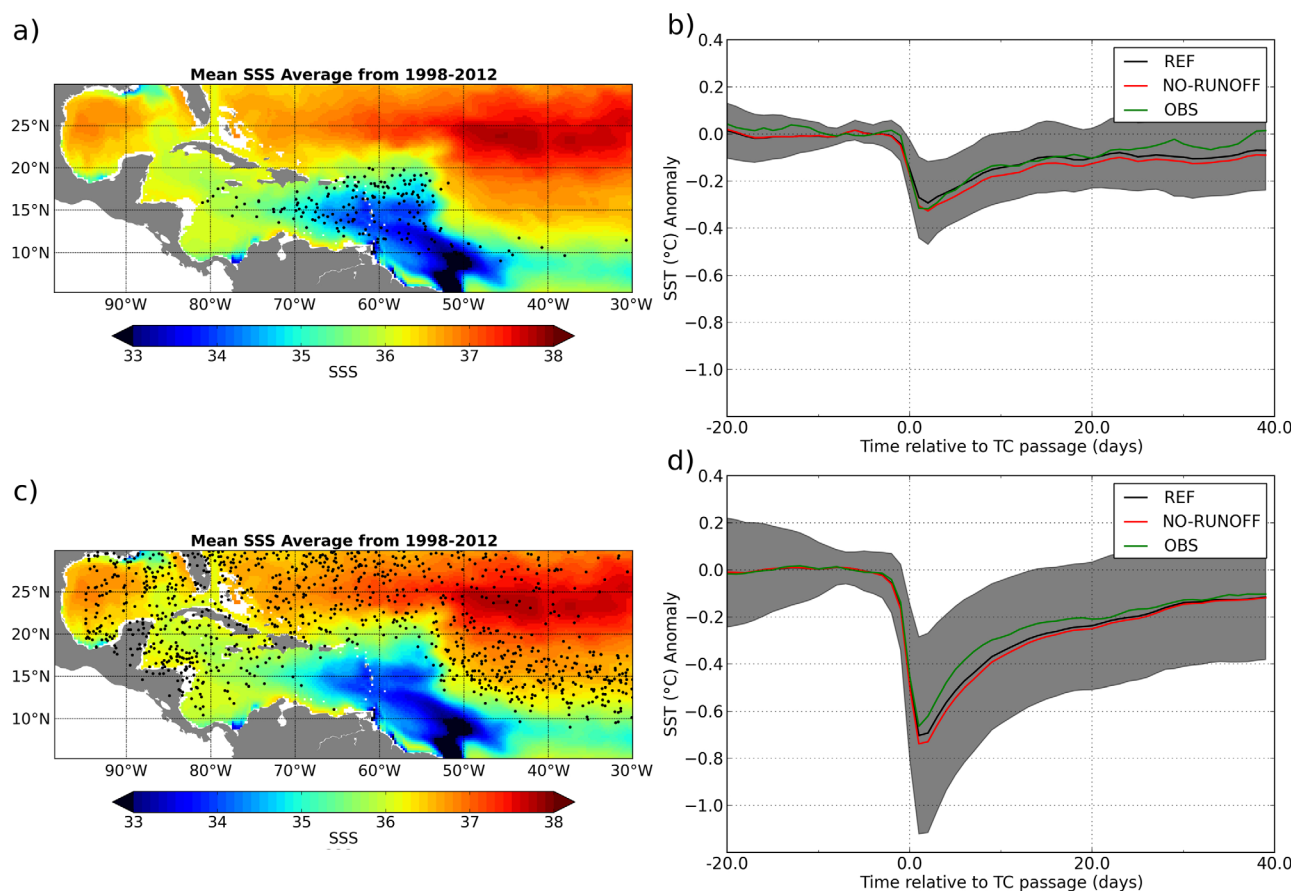 a)
Mean SSS Average from 1998-2012
25°N
20°N
15°N
10°N
90°W 80°W 70°W 60°W 50°W 40°W 30°W
33 34 35 36 37 38
SSS
b)
0.4
0.2
0.0
−0.2
−0.4
−0.6
−0.8
−1.0
SST (°C) Anomaly
REF
NO-RUNOFF
OBS
-20.0 0.0 20.0 40.0
Time relative to TC passage (days)
c)
Mean SSS Average from 1998-2012
25°N
20°N
15°N
10°N
90°W 80°W 70°W 60°W 50°W 40°W 30°W
33 34 35 36 37 38
SSS
d)
0.4
0.2
0.0
−0.2
−0.4
−0.6
−0.8
−1.0
SST (°C) Anomaly
REF
NO-RUNOFF
OBS
-20.0 0.0 20.0 40.0
Time relative to TC passage (days)